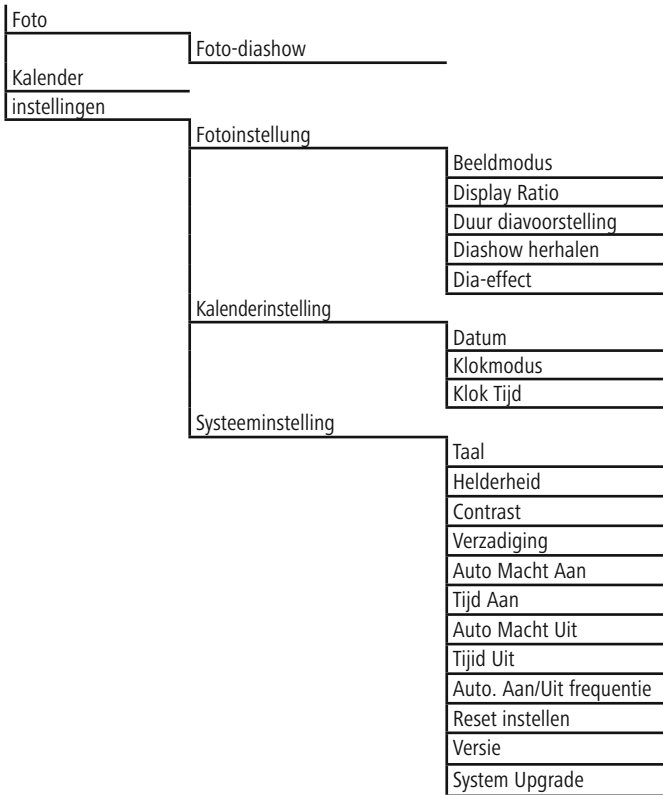 Foto
Foto-diashow
Kalender
instellingen
Fotoinstellung
Beeldmodus
Display Ratio
Duur diavoorstelling
Diashow herhalen
Dia-effect
Kalenderinstelling
Datum
Klokmodus
Klok Tijd
Systeeminstelling
Taal
Helderheid
Contrast
Verzadiging
Auto Macht Aan
Tijd Aan
Auto Macht Uit
Tijid Uit
Auto. Aan/Uit frequentie
Reset instellen
Versie
System Upgrade